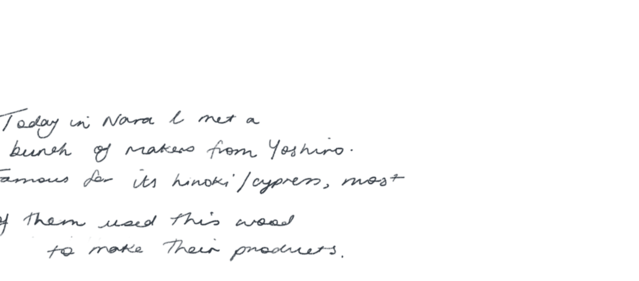 Today in Nara I met a
bunch of makers from Yoshiro.
Famous for its hinoki/cypress, most
of them used this wood
to make their products.